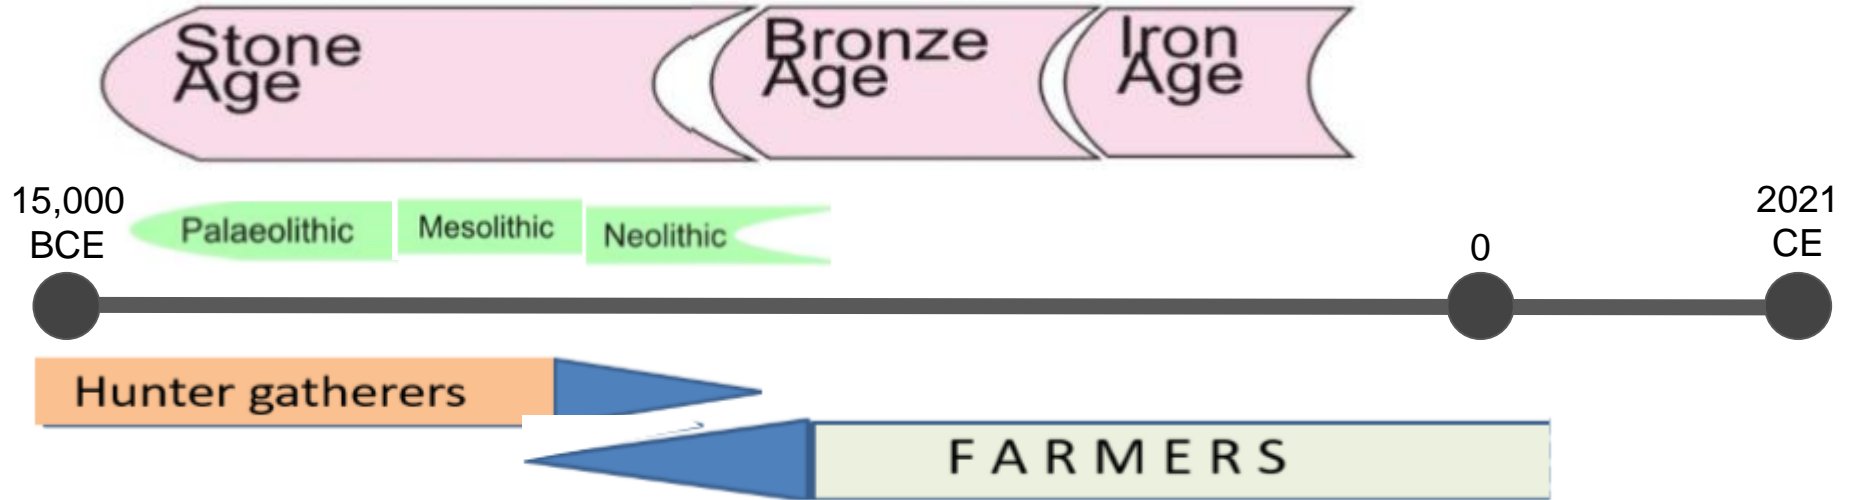 Stone
Age
Bronze
Age
Iron
Age
15,000
BCE
Palaeolithic
Mesolithic
Neolithic
0
2021
CE
Hunter gatherers
FARMERS